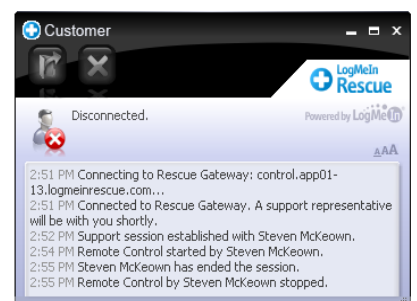 Customer
LogMeIn
Rescue
Disconnected.
Powered by LogMeIn
AAA
2:51 PM Connecting to Rescue Gateway: control.app01-
13.logmeinrescue.com...
2:51 PM Connected to Rescue Gateway. A support representative
will be with you shortly.
2:52 PM Support session established with Steven McKeown.
2:54 PM Remote Control started by Steven McKeown.
2:55 PM Steven McKeown has ended the session.
2:55 PM Remote Control by Steven McKeown stopped.